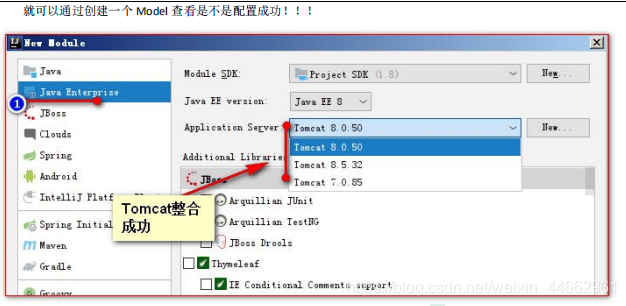 就可以通过创建一个 Model 查看是不是配置成功！！！
New Module
Java
Java Enterprise
JBoss
Clouds
Spring
Android
IntelliJ Platform
Spring Initial
Maven
Gradle
Groovy
1
Module SDK: Project SDK (1.8) New...
Java EE version: Java EE 8
Application Server: Tomcat 8.0.50 New...
Tomcat 8.0.50
Tomcat 8.5.32
Tomcat 7.0.85
Additional Librarie
JBoss
Arquillian JUnit
Arquillian TestNG
JBoss Drools
Thymeleaf
IE Conditional Comments support
Tomcat整合
成功
https://blog.csdn.net/weixin_44662961